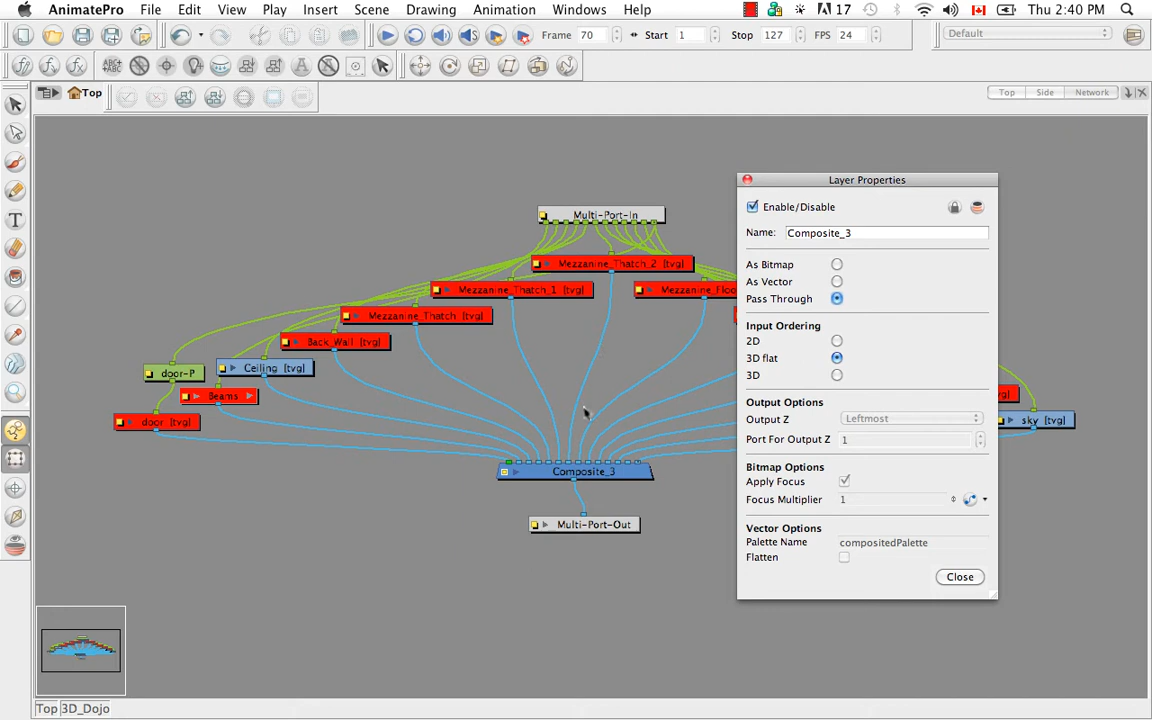 AnimatePro File Edit View Play Insert Scene Drawing Animation Windows Help 17 Thu 2:40 PM
Frame 70 Start 1 Stop 127 FPS 24 Default
Top Top Side Network
Layer Properties
Enable/Disable
Name: Composite_3
As Bitmap
As Vector
Pass Through
Input Ordering
2D
3D flat
3D
Output Options
Output Z Leftmost
Port For Output Z 1
Bitmap Options
Apply Focus
Focus Multiplier 1
Vector Options
Palette Name compositedPalette
Flatten
Close
Multi-Port-In
Mezzanine_Thatch_2 [tvg]
Mezzanine_Thatch_1 [tvg]
Mezzanine_Floo
Mezzanine_Thatch [tvg]
Back_Wall [tvg]
door-P
Ceiling [tvg]
Beams
door [tvg]
sky [tvg]
Composite_3
Multi-Port-Out
Top 3D_Dojo